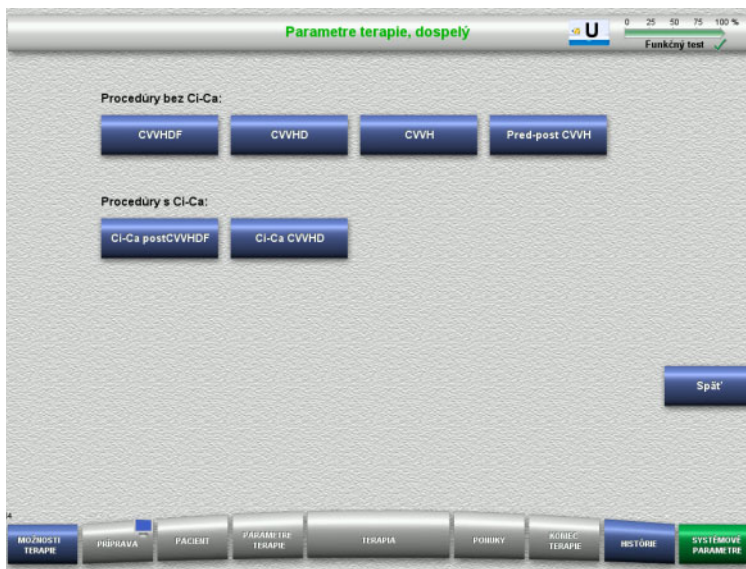 Parametre terapie, dospelý
U
0 25 50 75 100 %
Funkčný test
Procedúry bez Ci-Ca:
CVVHDF
CVVHD
CVVH
Pred-post CVVH
Procedúry s Ci-Ca:
Ci-Ca postCVVHDF
Ci-Ca CVVHD
Späť
MOŽNOSTI
TERAPIE
PRÍPRAVA
PACIENT
PARAMETRE
TERAPIE
TERAPIA
PONUKY
KONIEC
TERAPIE
HISTÓRIE
SYSTÉMOVÉ
PARAMETRE